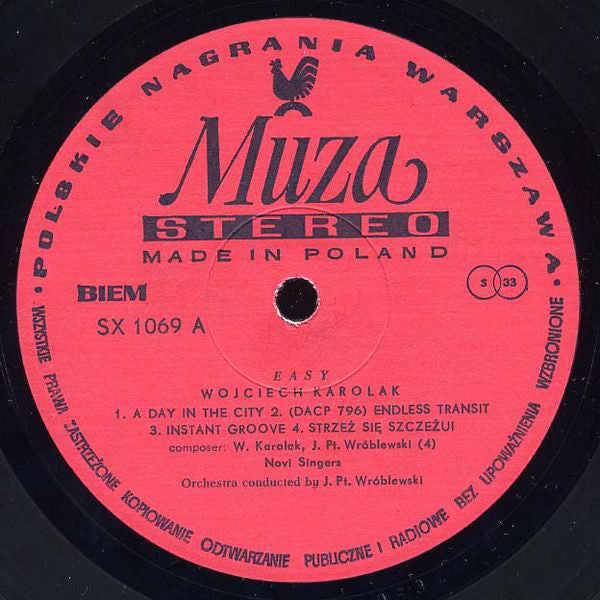 • POLSKIE NAGRANIA WARSZAWA •
Muza
STEREO
MADE IN POLAND
BIEM
S 33
SX 1069 A
EASY
WOJCIECH KAROLAK
1. A DAY IN THE CITY 2. (DACP 796) ENDLESS TRANSIT
3. INSTANT GROOVE 4. STRZEŻ SIĘ SZCZEŻUI
composer: W. Karolak, J. Pt. Wróblewski (4)
Novi Singers
Orchestra conducted by J. Pt. Wróblewski
WSZYSTKIE PRAWA ZASTRZEŻONE KOPIOWANIE ODTWARZANIE PUBLICZNE I RADIOWE BEZ UPOWAŻNIENIA WZBRONIONE